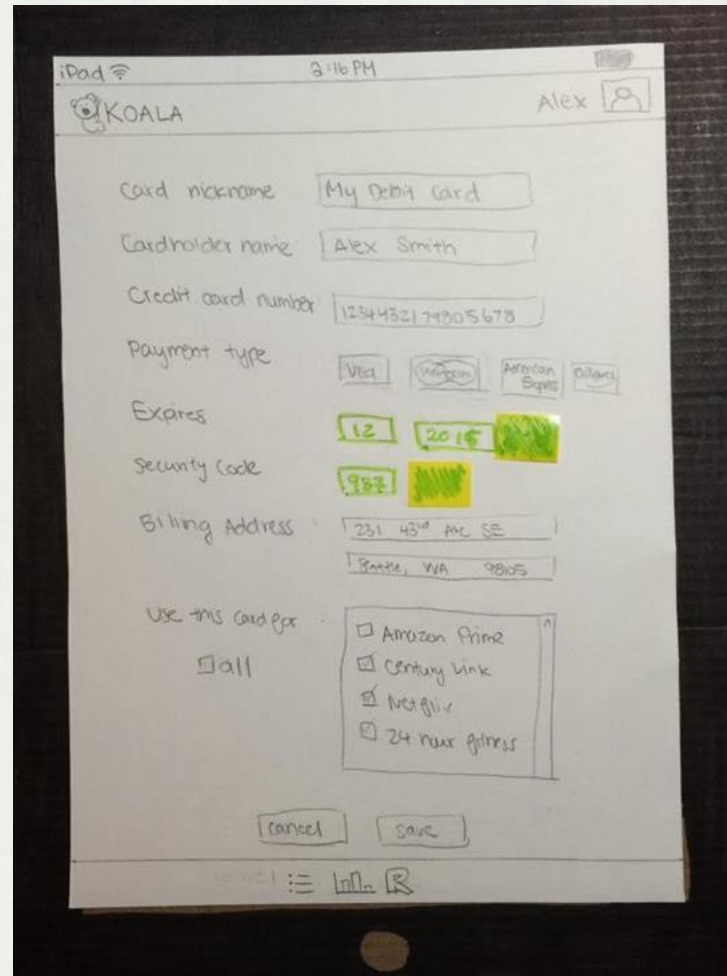 iPad 2:16 PM
KOALA Alex
Card nickname My Debit Card
Cardholder name Alex Smith
Credit card number
Payment type Visa American Express
Expires 12
Security Code 987
Billing Address 231 43rd Ave SE
Seattle, WA 98105
Use this card for
Amazon Prime
all Century Link
Netflix
24 hour fitness
cancel save